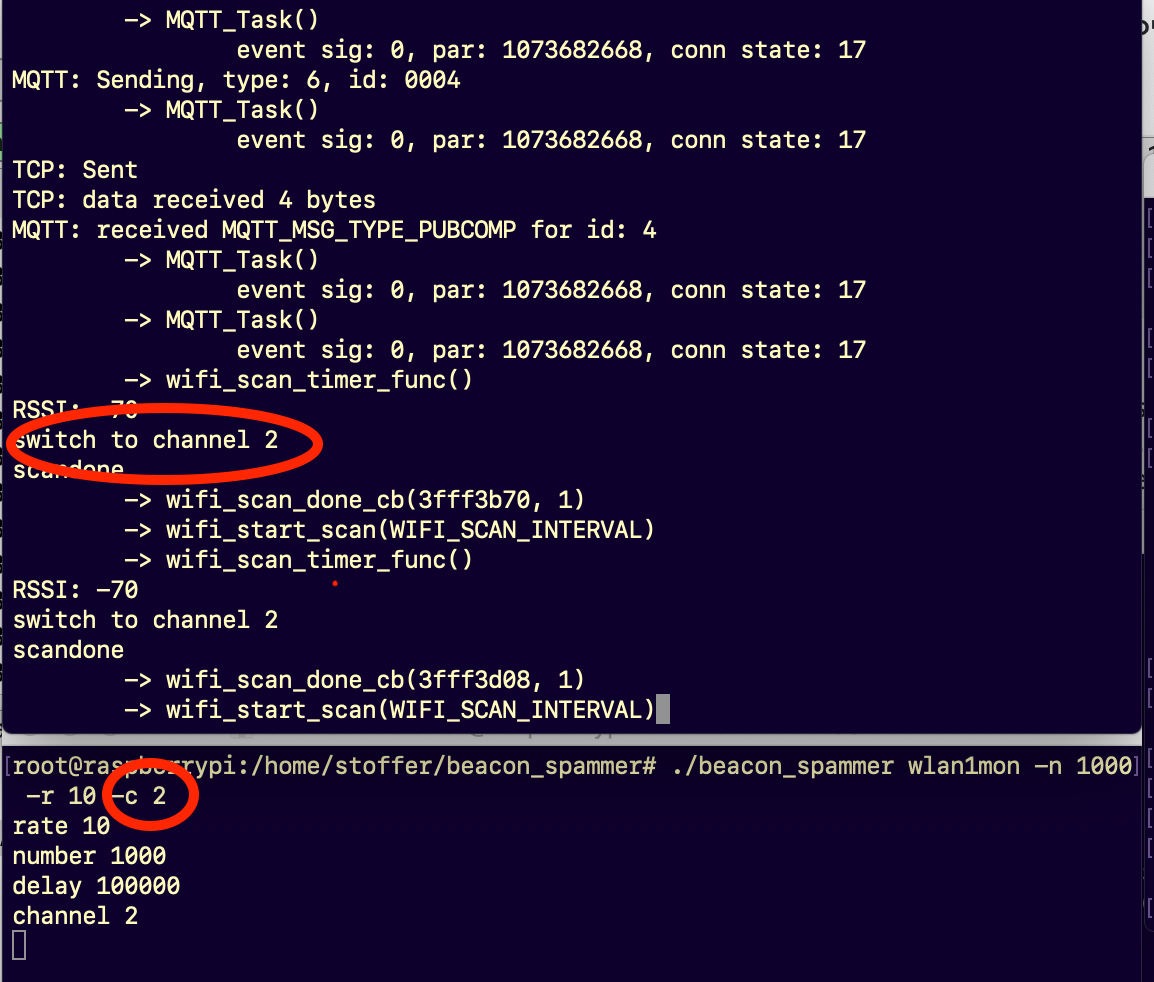 -> MQTT_Task()
event sig: 0, par: 1073682668, conn state: 17
MQTT: Sending, type: 6, id: 0004
-> MQTT_Task()
event sig: 0, par: 1073682668, conn state: 17
TCP: Sent
TCP: data received 4 bytes
MQTT: received MQTT_MSG_TYPE_PUBCOMP for id: 4
-> MQTT_Task()
event sig: 0, par: 1073682668, conn state: 17
-> MQTT_Task()
event sig: 0, par: 1073682668, conn state: 17
-> wifi_scan_timer_func()
RSSI: -70
switch to channel 2
scandone
-> wifi_scan_done_cb(3fff3b70, 1)
-> wifi_start_scan(WIFI_SCAN_INTERVAL)
-> wifi_scan_timer_func()
RSSI: -70
switch to channel 2
scandone
-> wifi_scan_done_cb(3fff3d08, 1)
-> wifi_start_scan(WIFI_SCAN_INTERVAL)
[root@raspberrypi:/home/stoffer/beacon_spammer# ./beacon_spammer wlan1mon -n 1000]
-r 10 -c 2
rate 10
number 1000
delay 100000
channel 2